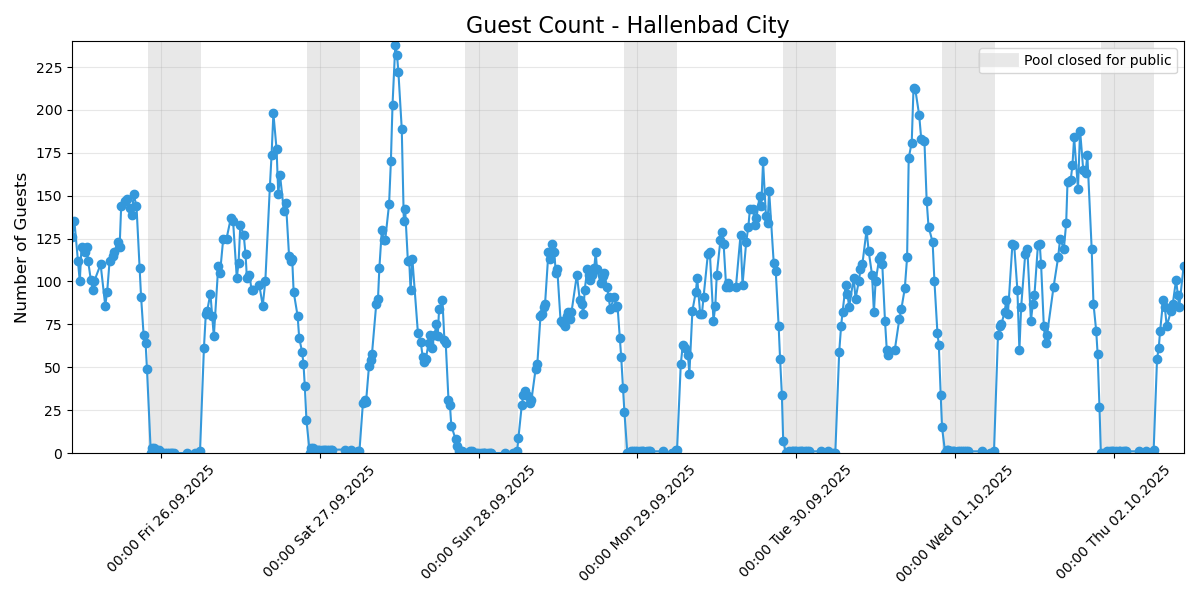 Guest Count - Hallenbad City
Number of Guests
225
200
175
150
125
100
75
50
25
0
Pool closed for public
00:00 Fri 26.09.2025
00:00 Sat 27.09.2025
00:00 Sun 28.09.2025
00:00 Mon 29.09.2025
00:00 Tue 30.09.2025
00:00 Wed 01.10.2025
00:00 Thu 02.10.2025